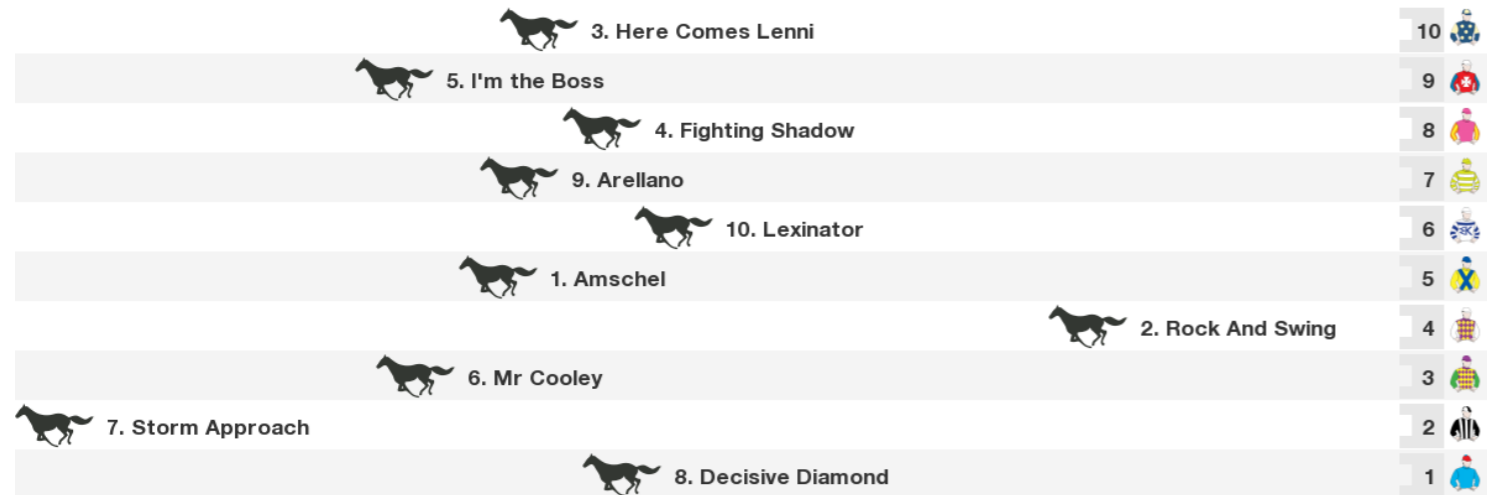 3. Here Comes Lenni 10
5. I'm the Boss 9
4. Fighting Shadow 8
9. Arellano 7
10. Lexinator 6
1. Amschel 5
2. Rock And Swing 4
6. Mr Cooley 3
7. Storm Approach 2
8. Decisive Diamond 1